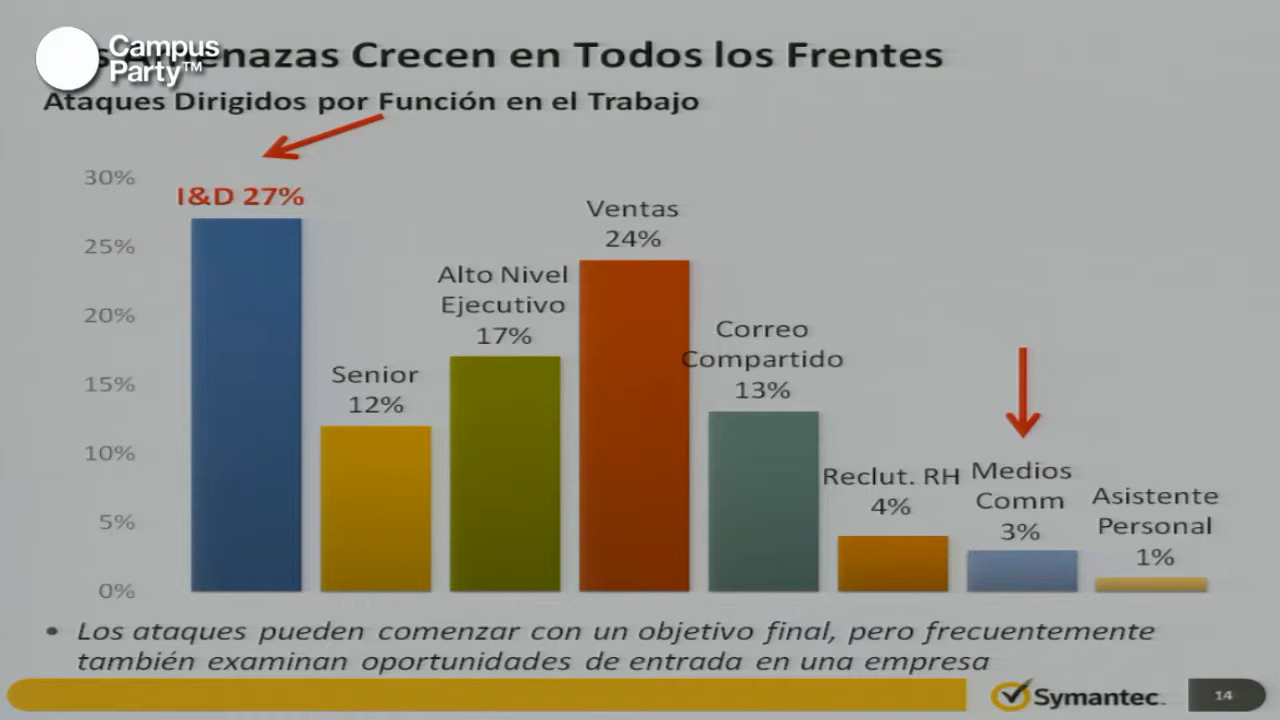 Campus
Party™
Amenazas Crecen en Todos los Frentes
Ataques Dirigidos por Función en el Trabajo
30%
I&D 27%
25%
20%
15%
10%
5%
0%
Senior
12%
Alto Nivel
Ejecutivo
17%
Ventas
24%
Correo
Compartido
13%
Reclut. RH
4%
Medios
Comm
3%
Asistente
Personal
1%
• Los ataques pueden comenzar con un objetivo final, pero frecuentemente
también examinan oportunidades de entrada en una empresa
Symantec.
14